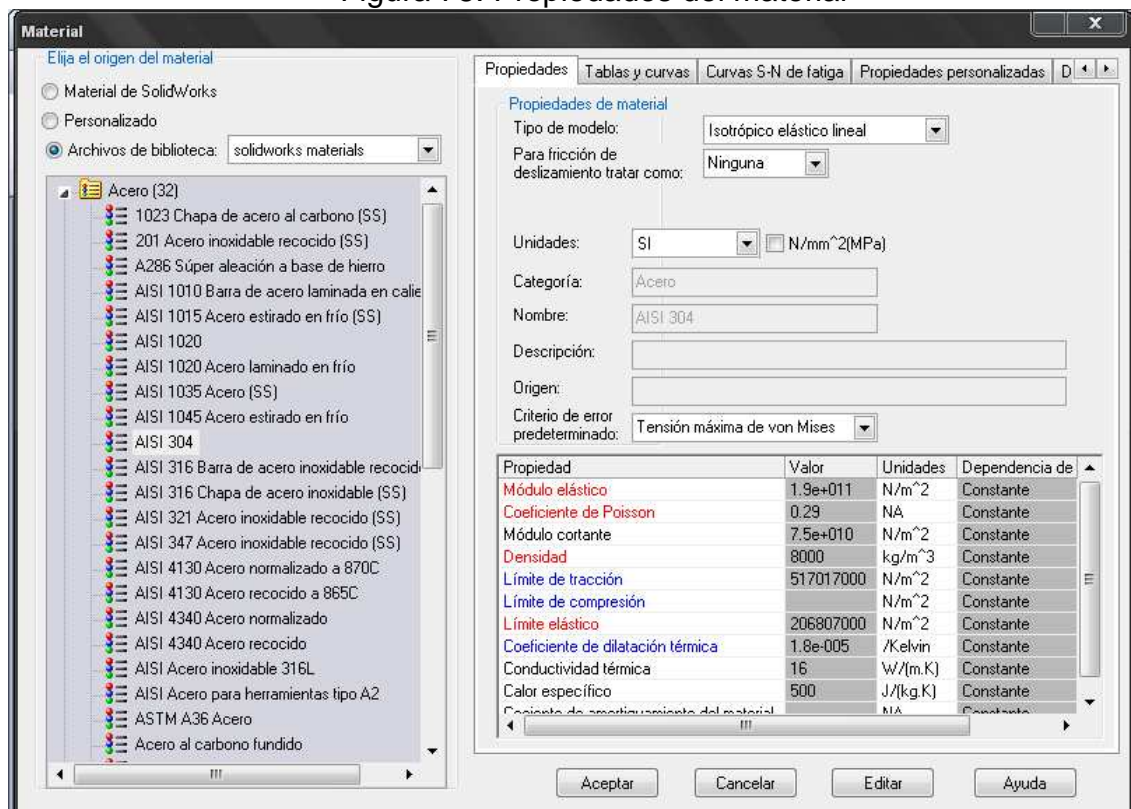 Material
Elija el origen del material
Material de SolidWorks
Personalizado
Archivos de biblioteca: solidworks materials
Acero (32)
1023 Chapa de acero al carbono (SS)
201 Acero inoxidable recocido (SS)
A286 Súper aleación a base de hierro
AISI 1010 Barra de acero laminada en calie
AISI 1015 Acero estirado en frío (SS)
AISI 1020
AISI 1020 Acero laminado en frío
AISI 1035 Acero (SS)
AISI 1045 Acero estirado en frío
AISI 304
AISI 316 Barra de acero inoxidable recocid
AISI 316 Chapa de acero inoxidable (SS)
AISI 321 Acero inoxidable recocido (SS)
AISI 347 Acero inoxidable recocido (SS)
AISI 4130 Acero normalizado a 870C
AISI 4130 Acero recocido a 865C
AISI 4340 Acero normalizado
AISI 4340 Acero recocido
AISI Acero inoxidable 316L
AISI Acero para herramientas tipo A2
ASTM A36 Acero
Acero al carbono fundido
Propiedades Tablas y curvas Curvas S-N de fatiga Propiedades personalizadas D
Propiedades de material
Tipo de modelo: Isotrópico elástico lineal
Para fricción de
deslizamiento tratar como: Ninguna
Unidades: SI N/mm^2(MPa)
Categoría: Acero
Nombre: AISI 304
Descripción:
Origen:
Criterio de error
predeterminado: Tensión máxima de von Mises
Propiedad Valor Unidades Dependencia de
Módulo elástico 1.9e+011 N/m^2 Constante
Coeficiente de Poisson 0.29 NA Constante
Módulo cortante 7.5e+010 N/m^2 Constante
Densidad 8000 kg/m^3 Constante
Límite de tracción 517017000 N/m^2 Constante
Límite de compresión N/m^2 Constante
Límite elástico 206807000 N/m^2 Constante
Coeficiente de dilatación térmica 1.8e-005 /Kelvin Constante
Conductividad térmica 16 W/(m.K) Constante
Calor específico 500 J/(kg.K) Constante
Cociente de amortiguamiento del material NA Constante
Aceptar Cancelar Editar Ayuda